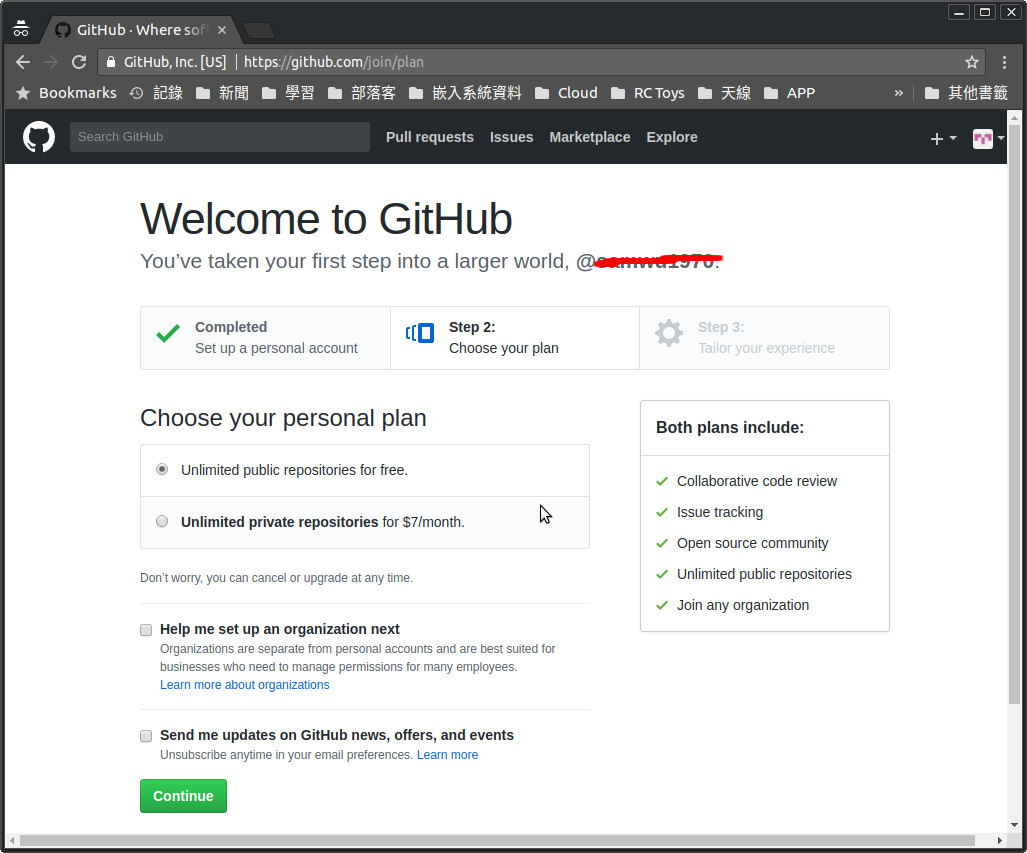 GitHub · Where sof
GitHub, Inc. [US] https://github.com/join/plan
Bookmarks 記錄 新聞 學習 部落客 嵌入系統資料 Cloud RC Toys 天線 APP » 其他書籤
Search GitHub Pull requests Issues Marketplace Explore
Welcome to GitHub
You’ve taken your first step into a larger world, @
Completed
Set up a personal account
Step 2:
Choose your plan
Step 3:
Tailor your experience
Choose your personal plan
Unlimited public repositories for free.
Unlimited private repositories for $7/month.
Don’t worry, you can cancel or upgrade at any time.
Help me set up an organization next
Organizations are separate from personal accounts and are best suited for
businesses who need to manage permissions for many employees.
Learn more about organizations
Send me updates on GitHub news, offers, and events
Unsubscribe anytime in your email preferences. Learn more
Continue
Both plans include:
Collaborative code review
Issue tracking
Open source community
Unlimited public repositories
Join any organization